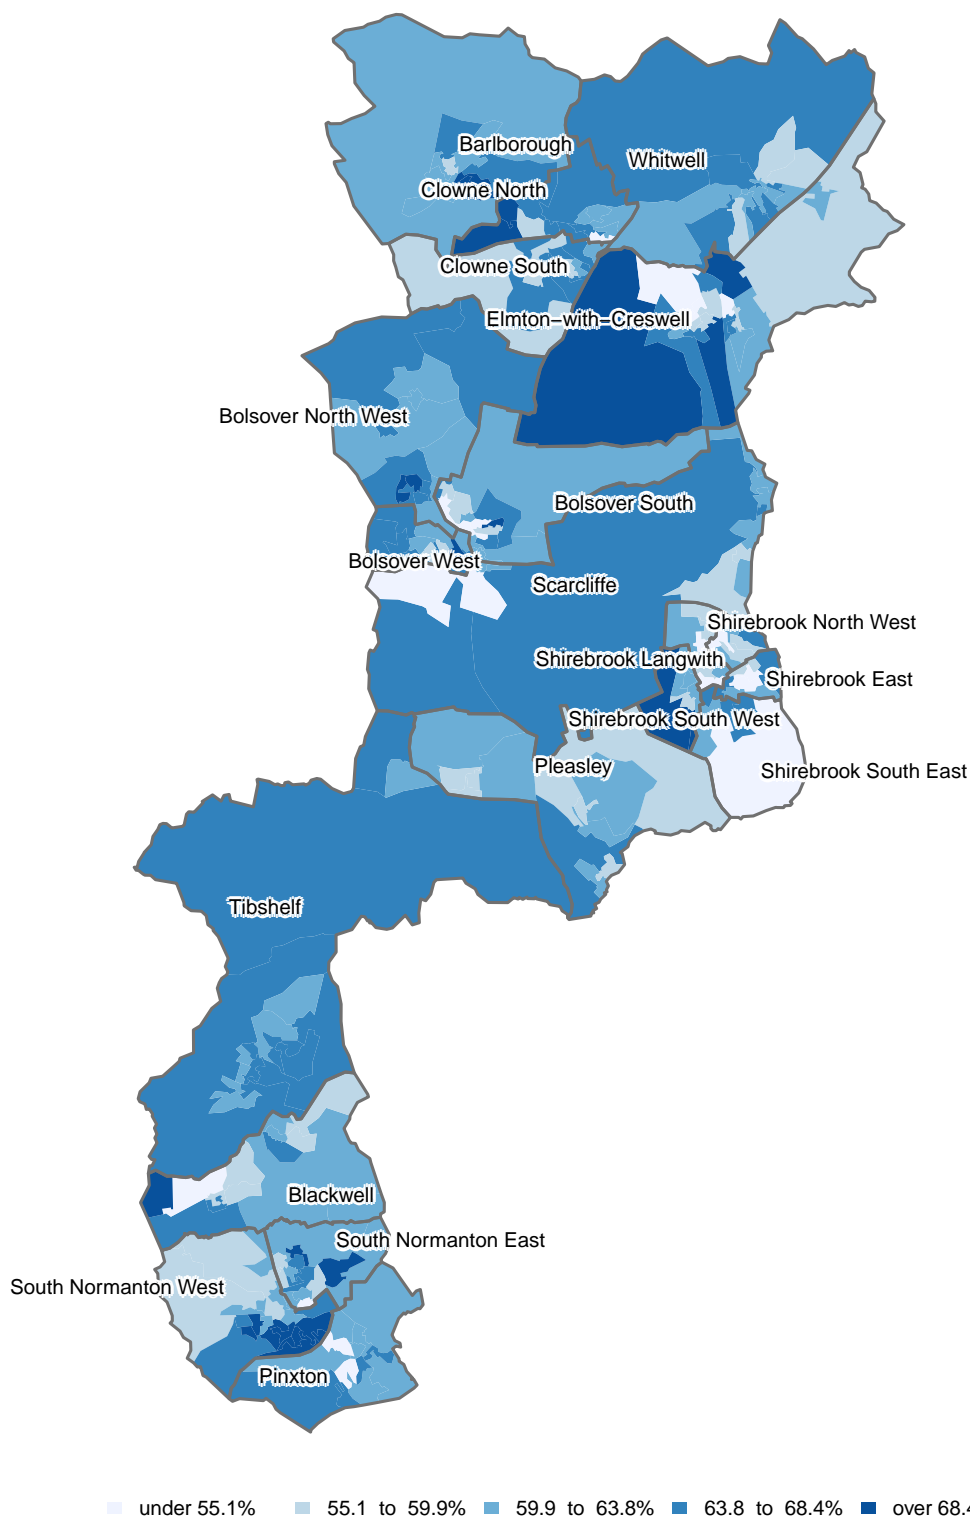 Barlborough
Whitwell
Clowne North
Clowne South
Elmton−with−Creswell
Bolsover North West
Bolsover South
Bolsover West
Scarcliffe
Shirebrook North West
Shirebrook Langwith
Shirebrook East
Shirebrook South West
Pleasley
Shirebrook South East
Tibshelf
Blackwell
South Normanton East
South Normanton West
Pinxton
under 55.1% 55.1 to 59.9% 59.9 to 63.8% 63.8 to 68.4% over 68.4